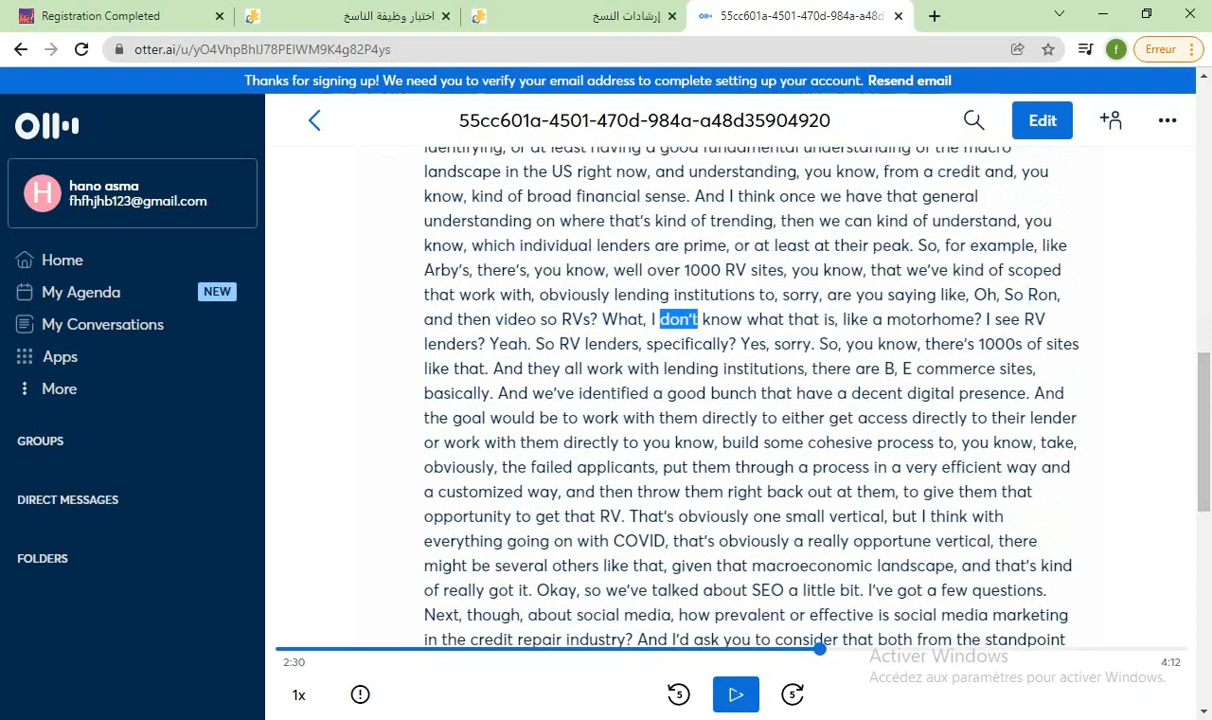 Registration Completed
اختبار وظيفة الناسخ
إرشادات النسخ
55cc601a-4501-470d-984a-a48d
otter.ai/u/yO4VhpBhlJ78PElWM9K4g82P4ys
f
Erreur
Thanks for signing up! We need you to verify your email address to complete setting up your account. Resend email
H
hano asma
fhfhjhb123@gmail.com
Home
My Agenda
NEW
My Conversations
Apps
More
GROUPS
DIRECT MESSAGES
FOLDERS
55cc601a-4501-470d-984a-a48d35904920
Edit
identifying, or at least having a good fundamental understanding of the macro
landscape in the US right now, and understanding, you know, from a credit and, you
know, kind of broad financial sense. And I think once we have that general
understanding on where that's kind of trending, then we can kind of understand, you
know, which individual lenders are prime, or at least at their peak. So, for example, like
Arby's, there's, you know, well over 1000 RV sites, you know, that we've kind of scoped
that work with, obviously lending institutions to, sorry, are you saying like, Oh, So Ron,
and then video so RVs? What, I don't know what that is, like a motorhome? I see RV
lenders? Yeah. So RV lenders, specifically? Yes, sorry. So, you know, there's 1000s of sites
like that. And they all work with lending institutions, there are B, E commerce sites,
basically. And we've identified a good bunch that have a decent digital presence. And
the goal would be to work with them directly to either get access directly to their lender
or work with them directly to you know, build some cohesive process to, you know, take,
obviously, the failed applicants, put them through a process in a very efficient way and
a customized way, and then throw them right back out at them, to give them that
opportunity to get that RV. That's obviously one small vertical, but I think with
everything going on with COVID, that's obviously a really opportune vertical, there
might be several others like that, given that macroeconomic landscape, and that's kind
of really got it. Okay, so we've talked about SEO a little bit. I've got a few questions.
Next, though, about social media, how prevalent or effective is social media marketing
in the credit repair industry? And I'd ask you to consider that both from the standpoint
2:30
4:12
1x
5
5
Activer Windows
Accédez aux paramètres pour activer Windows.